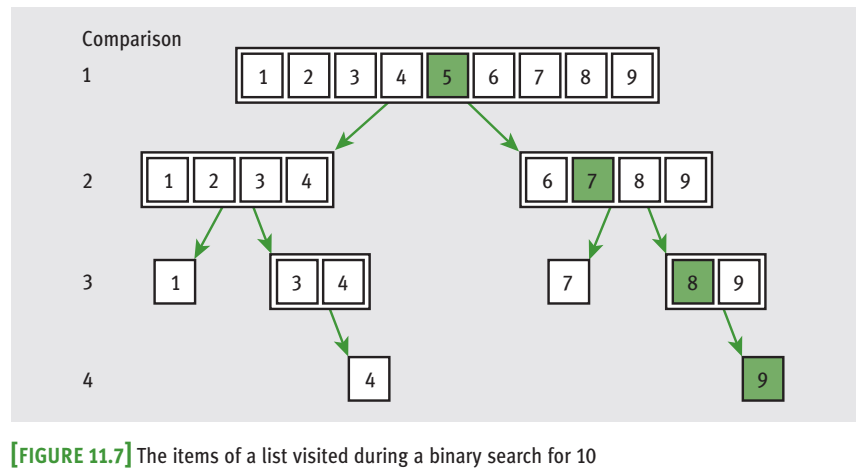 Comparison
1 1 2 3 4 5 6 7 8 9
2 1 2 3 4 6 7 8 9
3 1 3 4 7 8 9
4 4 9
[FIGURE 11.7] The items of a list visited during a binary search for 10